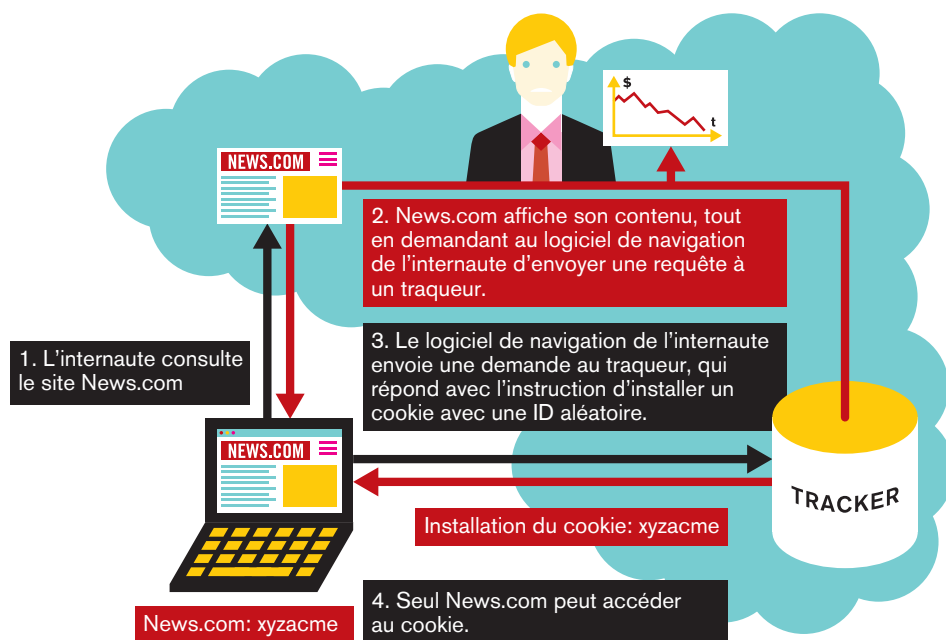 $
t
NEWS.COM
2. News.com affiche son contenu, tout
en demandant au logiciel de navigation
de l’internaute d’envoyer une requête à
un traqueur.
1. L’internaute consulte
le site News.com
3. Le logiciel de navigation de l’internaute
envoie une demande au traqueur, qui
répond avec l’instruction d’installer un
cookie avec une ID aléatoire.
NEWS.COM
TRACKER
Installation du cookie: xyzacme
News.com: xyzacme
4. Seul News.com peut accéder
au cookie.